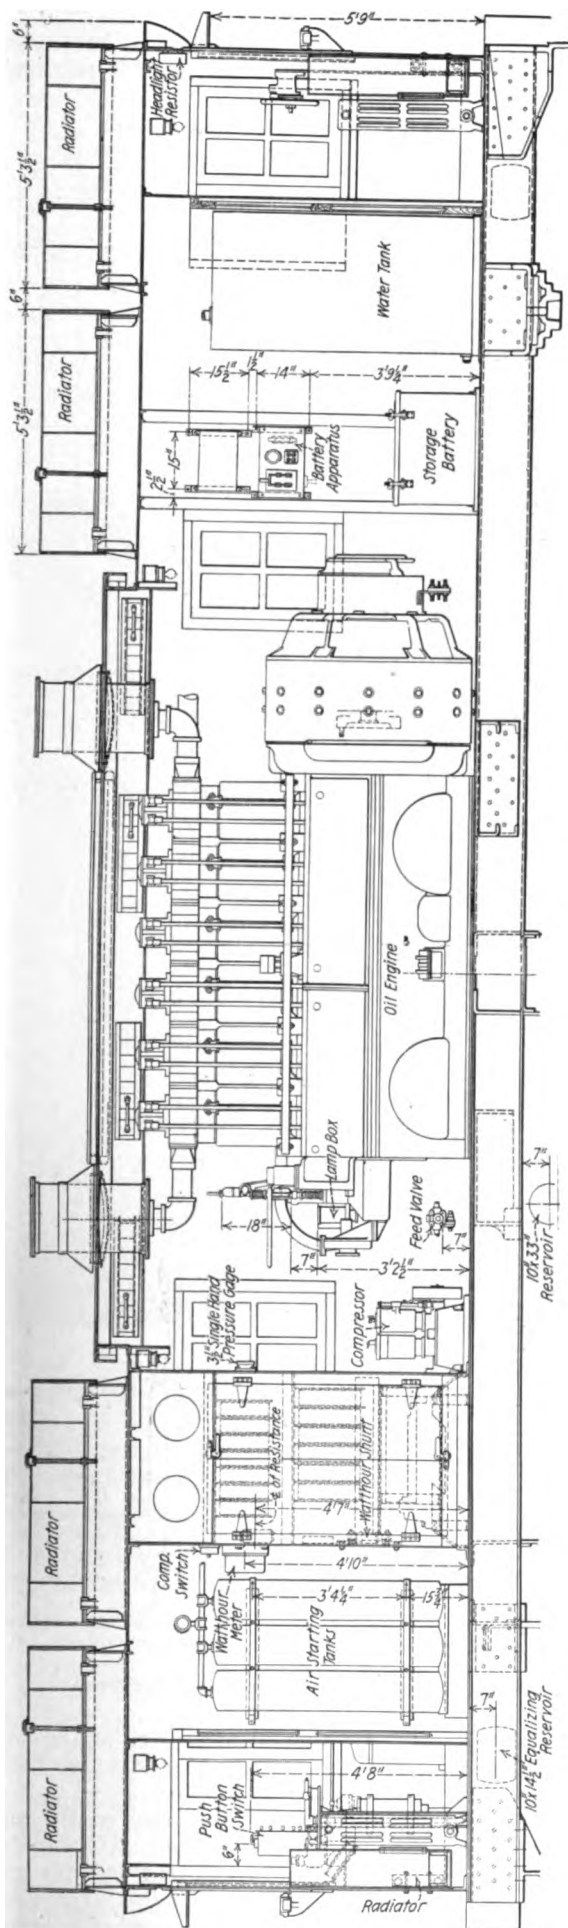 6"
5'3½"
6"
5'3½"
5'9"
Radiator
Radiator
Radiator
Radiator
Headlight
Resistor
Water Tank
15½"
1½"
14"
3'9¼"
15"
2½"
Battery
Apparatus
Storage
Battery
Oil Engine
Lamp Box
18"
7"
3'2½"
Feed Valve
7"
7"
10"x33"
Reservoir
3½" Single Hand
Pressure Gage
Compressor
℄ of Resistance
Watthour Shunt
4'7"
4'10"
Comp.
Switch
Watthour
Meter
3'4¼"
15¾"
Air Starting
Tanks
7"
10"x14½" Equalizing
Reservoir
4'8"
Push
Button
Switch
6"
Radiator